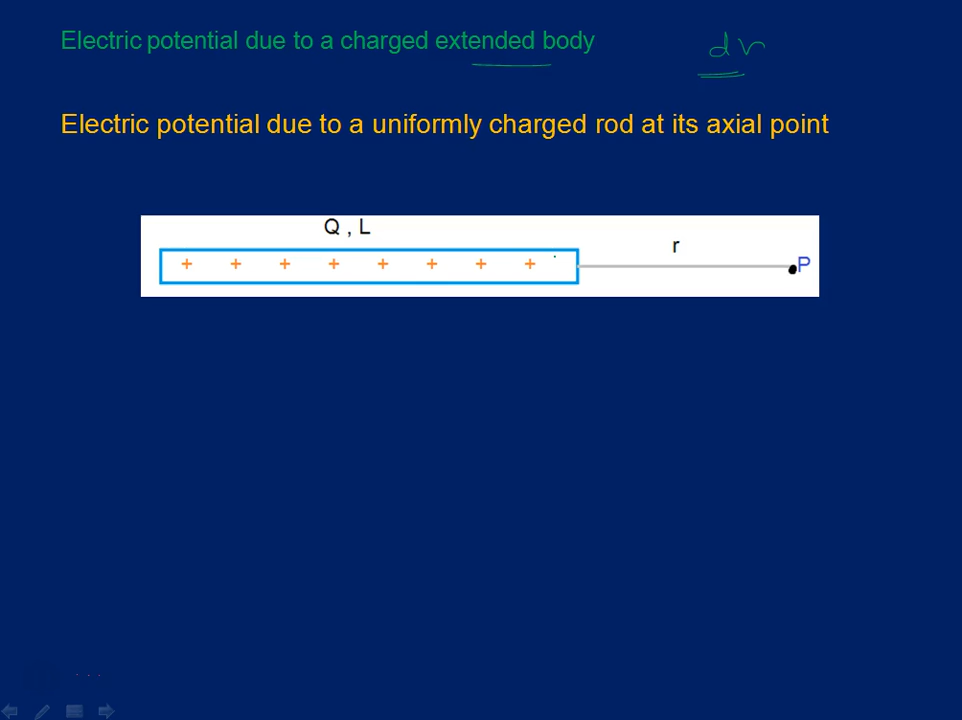 Electric potential due to a charged extended body
dv
Electric potential due to a uniformly charged rod at its axial point
Q , L
r
+ + + + + + + +
P